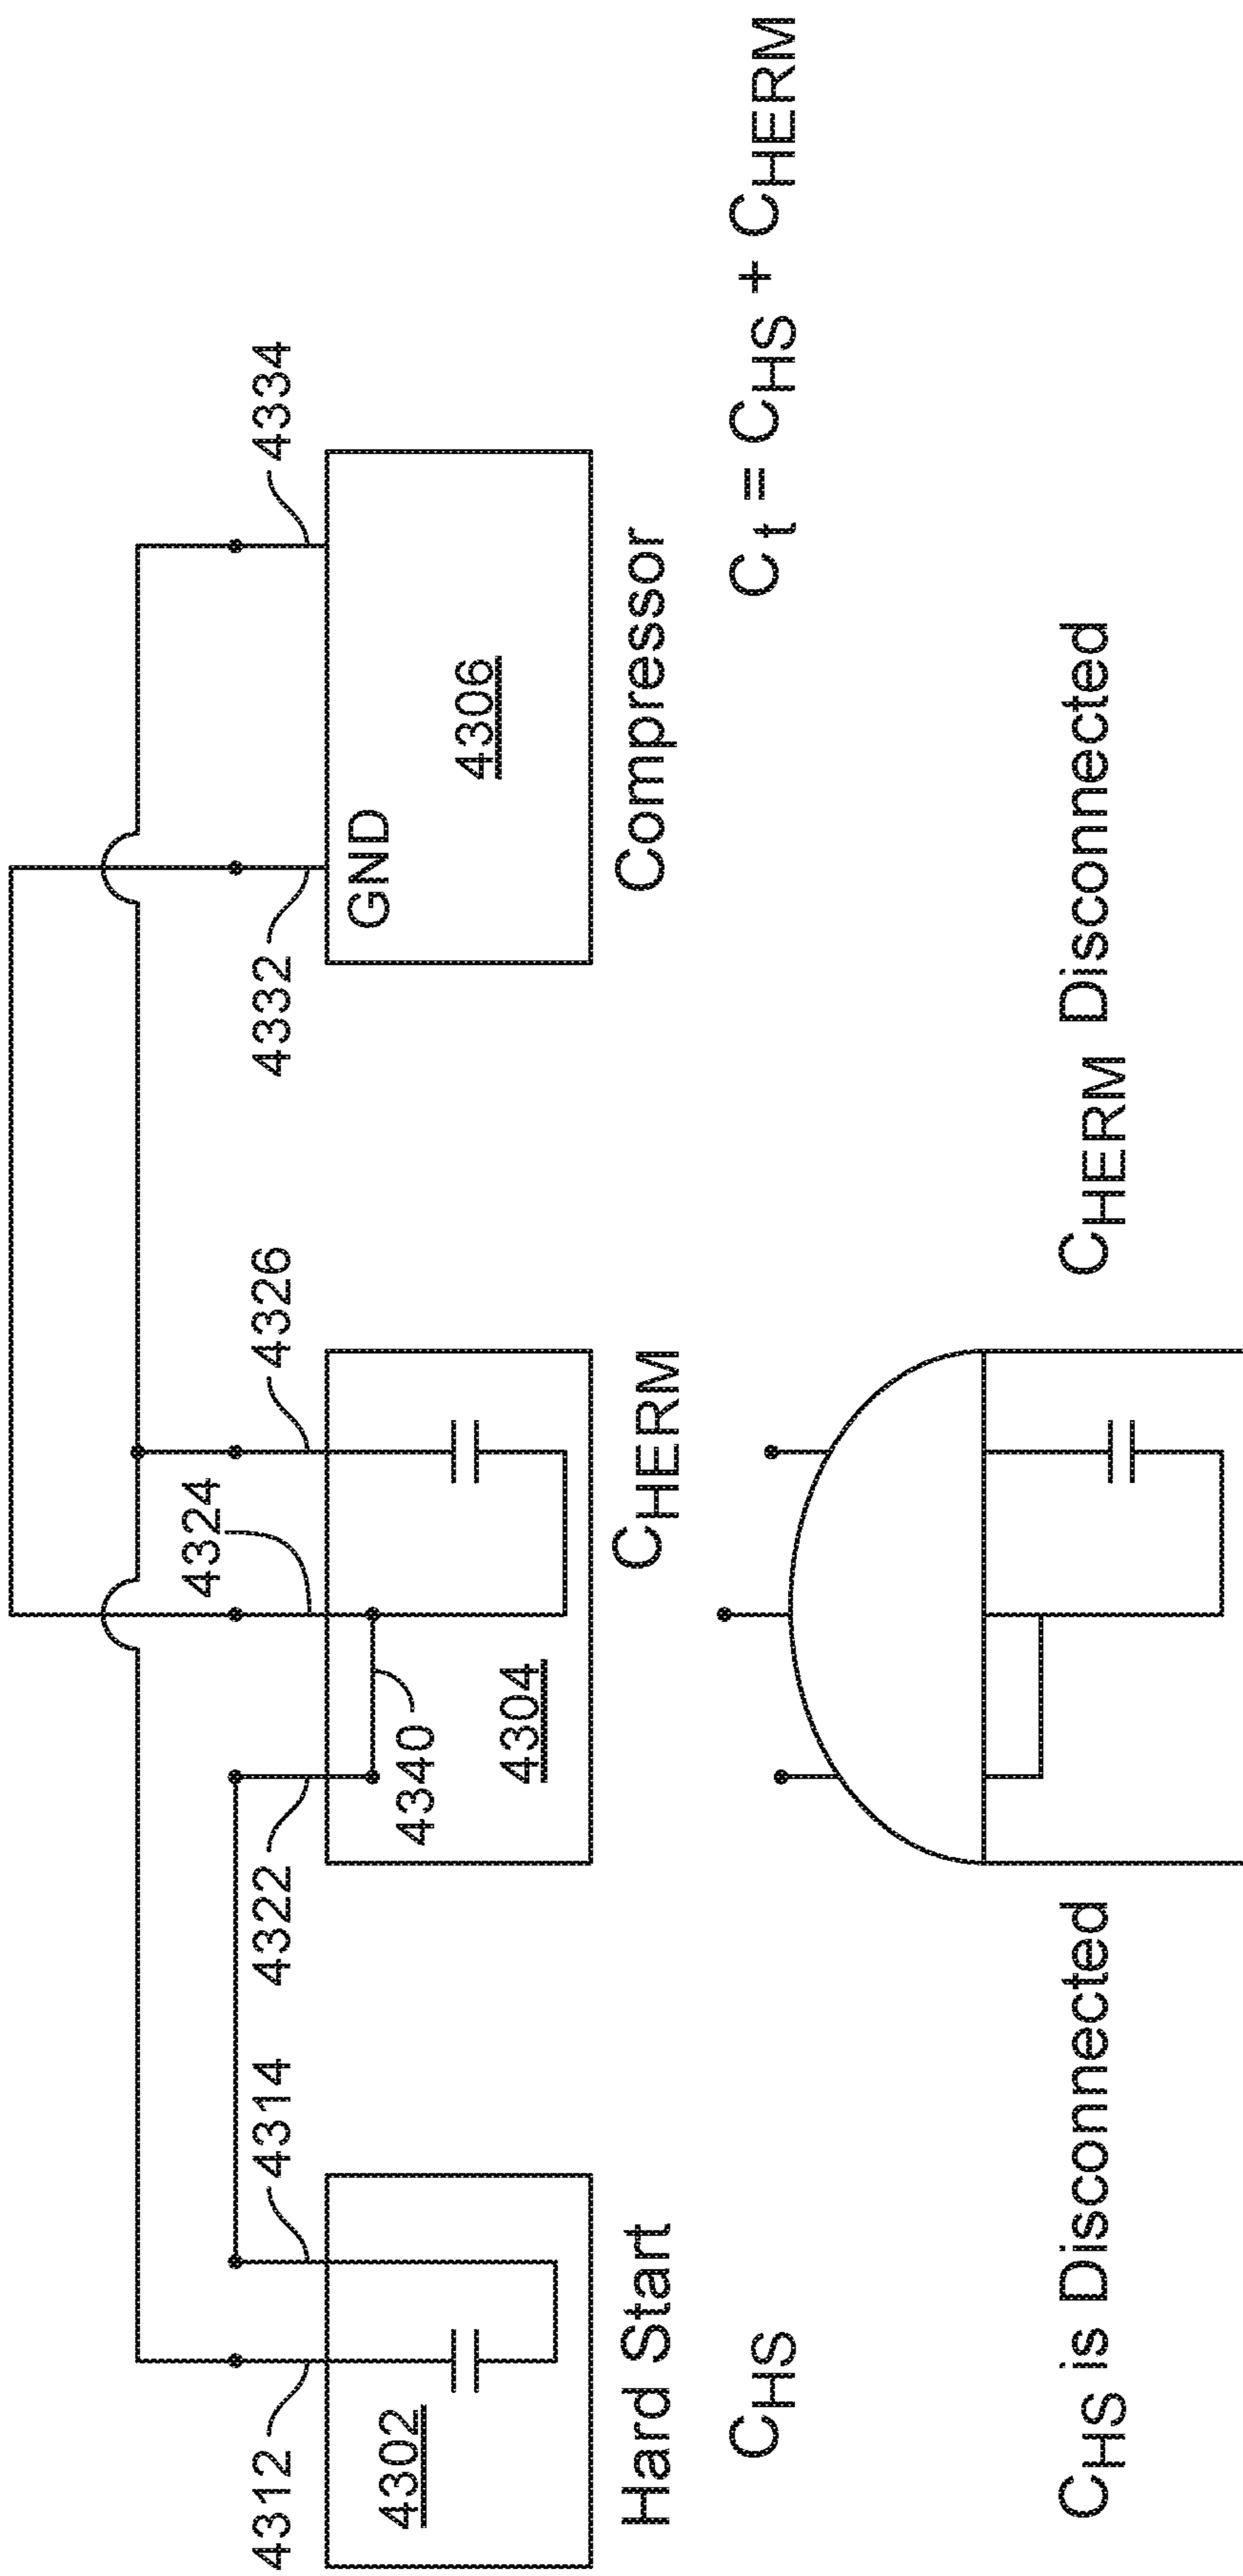 4324
4312
4314
4322
4326
4332
4334
GND
4302
4340
4304
4306
Hard Start
C_HERM
Compressor
C_HS
C_t = C_HS + C_HERM
C_HS is Disconnected
C_HERM Disconnected